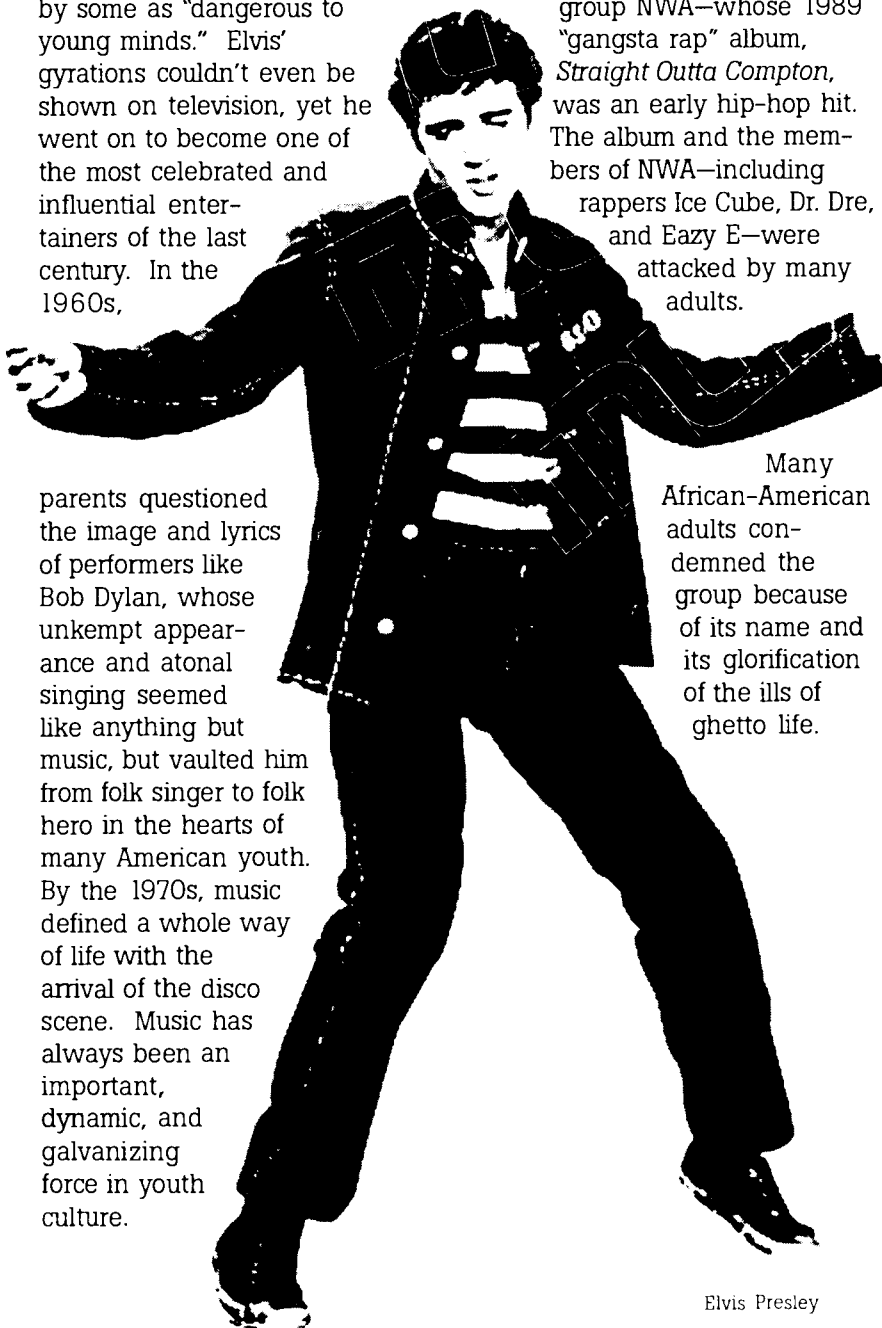 by some as “dangerous to
young minds.” Elvis’
gyrations couldn’t even be
shown on television, yet he
went on to become one of
the most celebrated and
influential enter-
tainers of the last
century. In the
1960s,
parents questioned
the image and lyrics
of performers like
Bob Dylan, whose
unkempt appear-
ance and atonal
singing seemed
like anything but
music, but vaulted him
from folk singer to folk
hero in the hearts of
many American youth.
By the 1970s, music
defined a whole way
of life with the
arrival of the disco
scene. Music has
always been an
important,
dynamic, and
galvanizing
force in youth
culture.
group NWA—whose 1989
“gangsta rap” album,
Straight Outta Compton,
was an early hip-hop hit.
The album and the mem-
bers of NWA—including
rappers Ice Cube, Dr. Dre,
and Eazy E—were
attacked by many
adults.
Many
African-American
adults con-
demned the
group because
of its name and
its glorification
of the ills of
ghetto life.
Elvis Presley